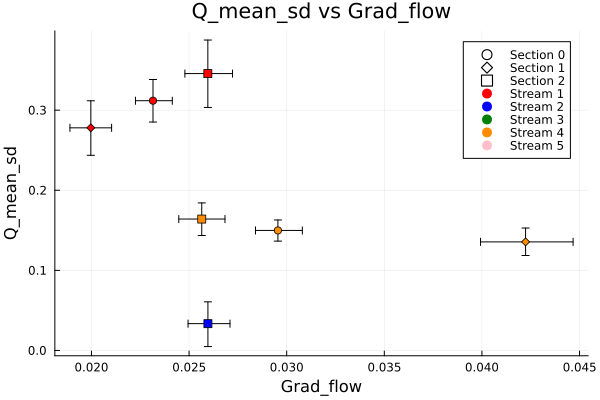 Q_mean_sd vs Grad_flow
Section 0
Section 1
Section 2
Stream 1
Stream 2
Stream 3
Stream 4
Stream 5
Q_mean_sd
0.3
0.2
0.1
0.0
0.020 0.025 0.030 0.035 0.040 0.045
Grad_flow